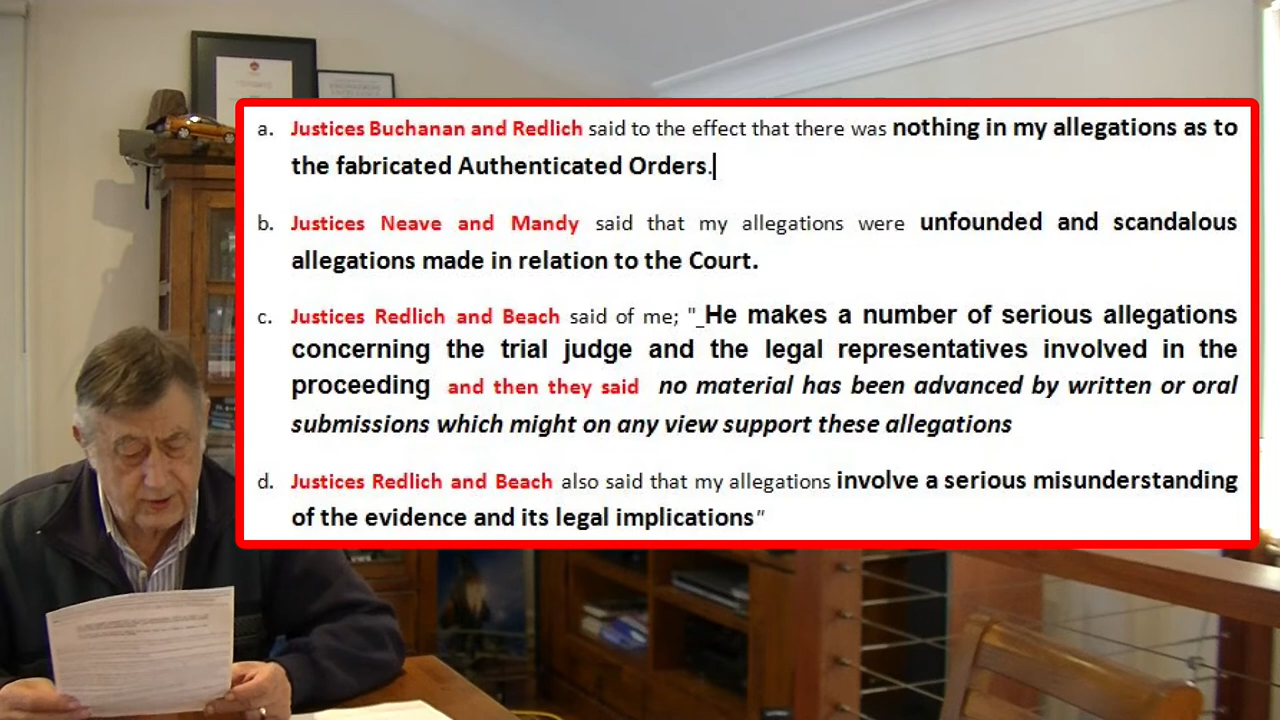 a. Justices Buchanan and Redlich said to the effect that there was nothing in my allegations as to
the fabricated Authenticated Orders.
b. Justices Neave and Mandy said that my allegations were unfounded and scandalous
allegations made in relation to the Court.
c. Justices Redlich and Beach said of me; "_He makes a number of serious allegations
concerning the trial judge and the legal representatives involved in the
proceeding and then they said no material has been advanced by written or oral
submissions which might on any view support these allegations
d. Justices Redlich and Beach also said that my allegations involve a serious misunderstanding
of the evidence and its legal implications"